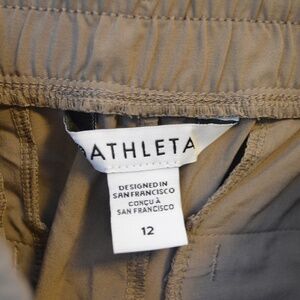 ATHLETA
DESIGNED IN
SAN FRANCISCO
CONÇU À
SAN FRANCISCO
12